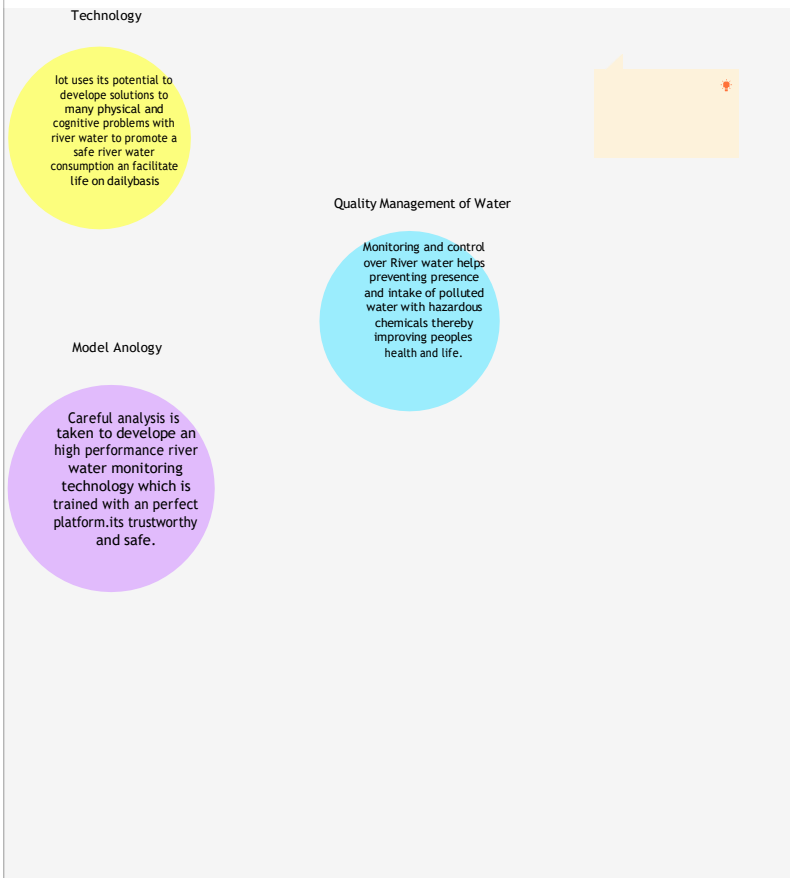 Technology
Iot uses its potential to
develope solutions to
many physical and
cognitive problems with
river water to promote a
safe river water
consumption an facilitate
life on dailybasis
Quality Management of Water
Monitoring and control
over River water helps
preventing presence
and intake of polluted
water with hazardous
chemicals thereby
improving peoples
health and life.
Model Anology
Careful analysis is
taken to develope an
high performance river
water monitoring
technology which is
trained with an perfect
platform.its trustworthy
and safe.